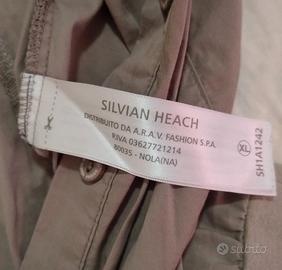 SILVIAN HEACH
DISTRIBUITO DA A.R.A.V. FASHION S.P.A.
P.IVA 03627721214
80035 - NOLA(NA)
XL
SH1A1242
subito